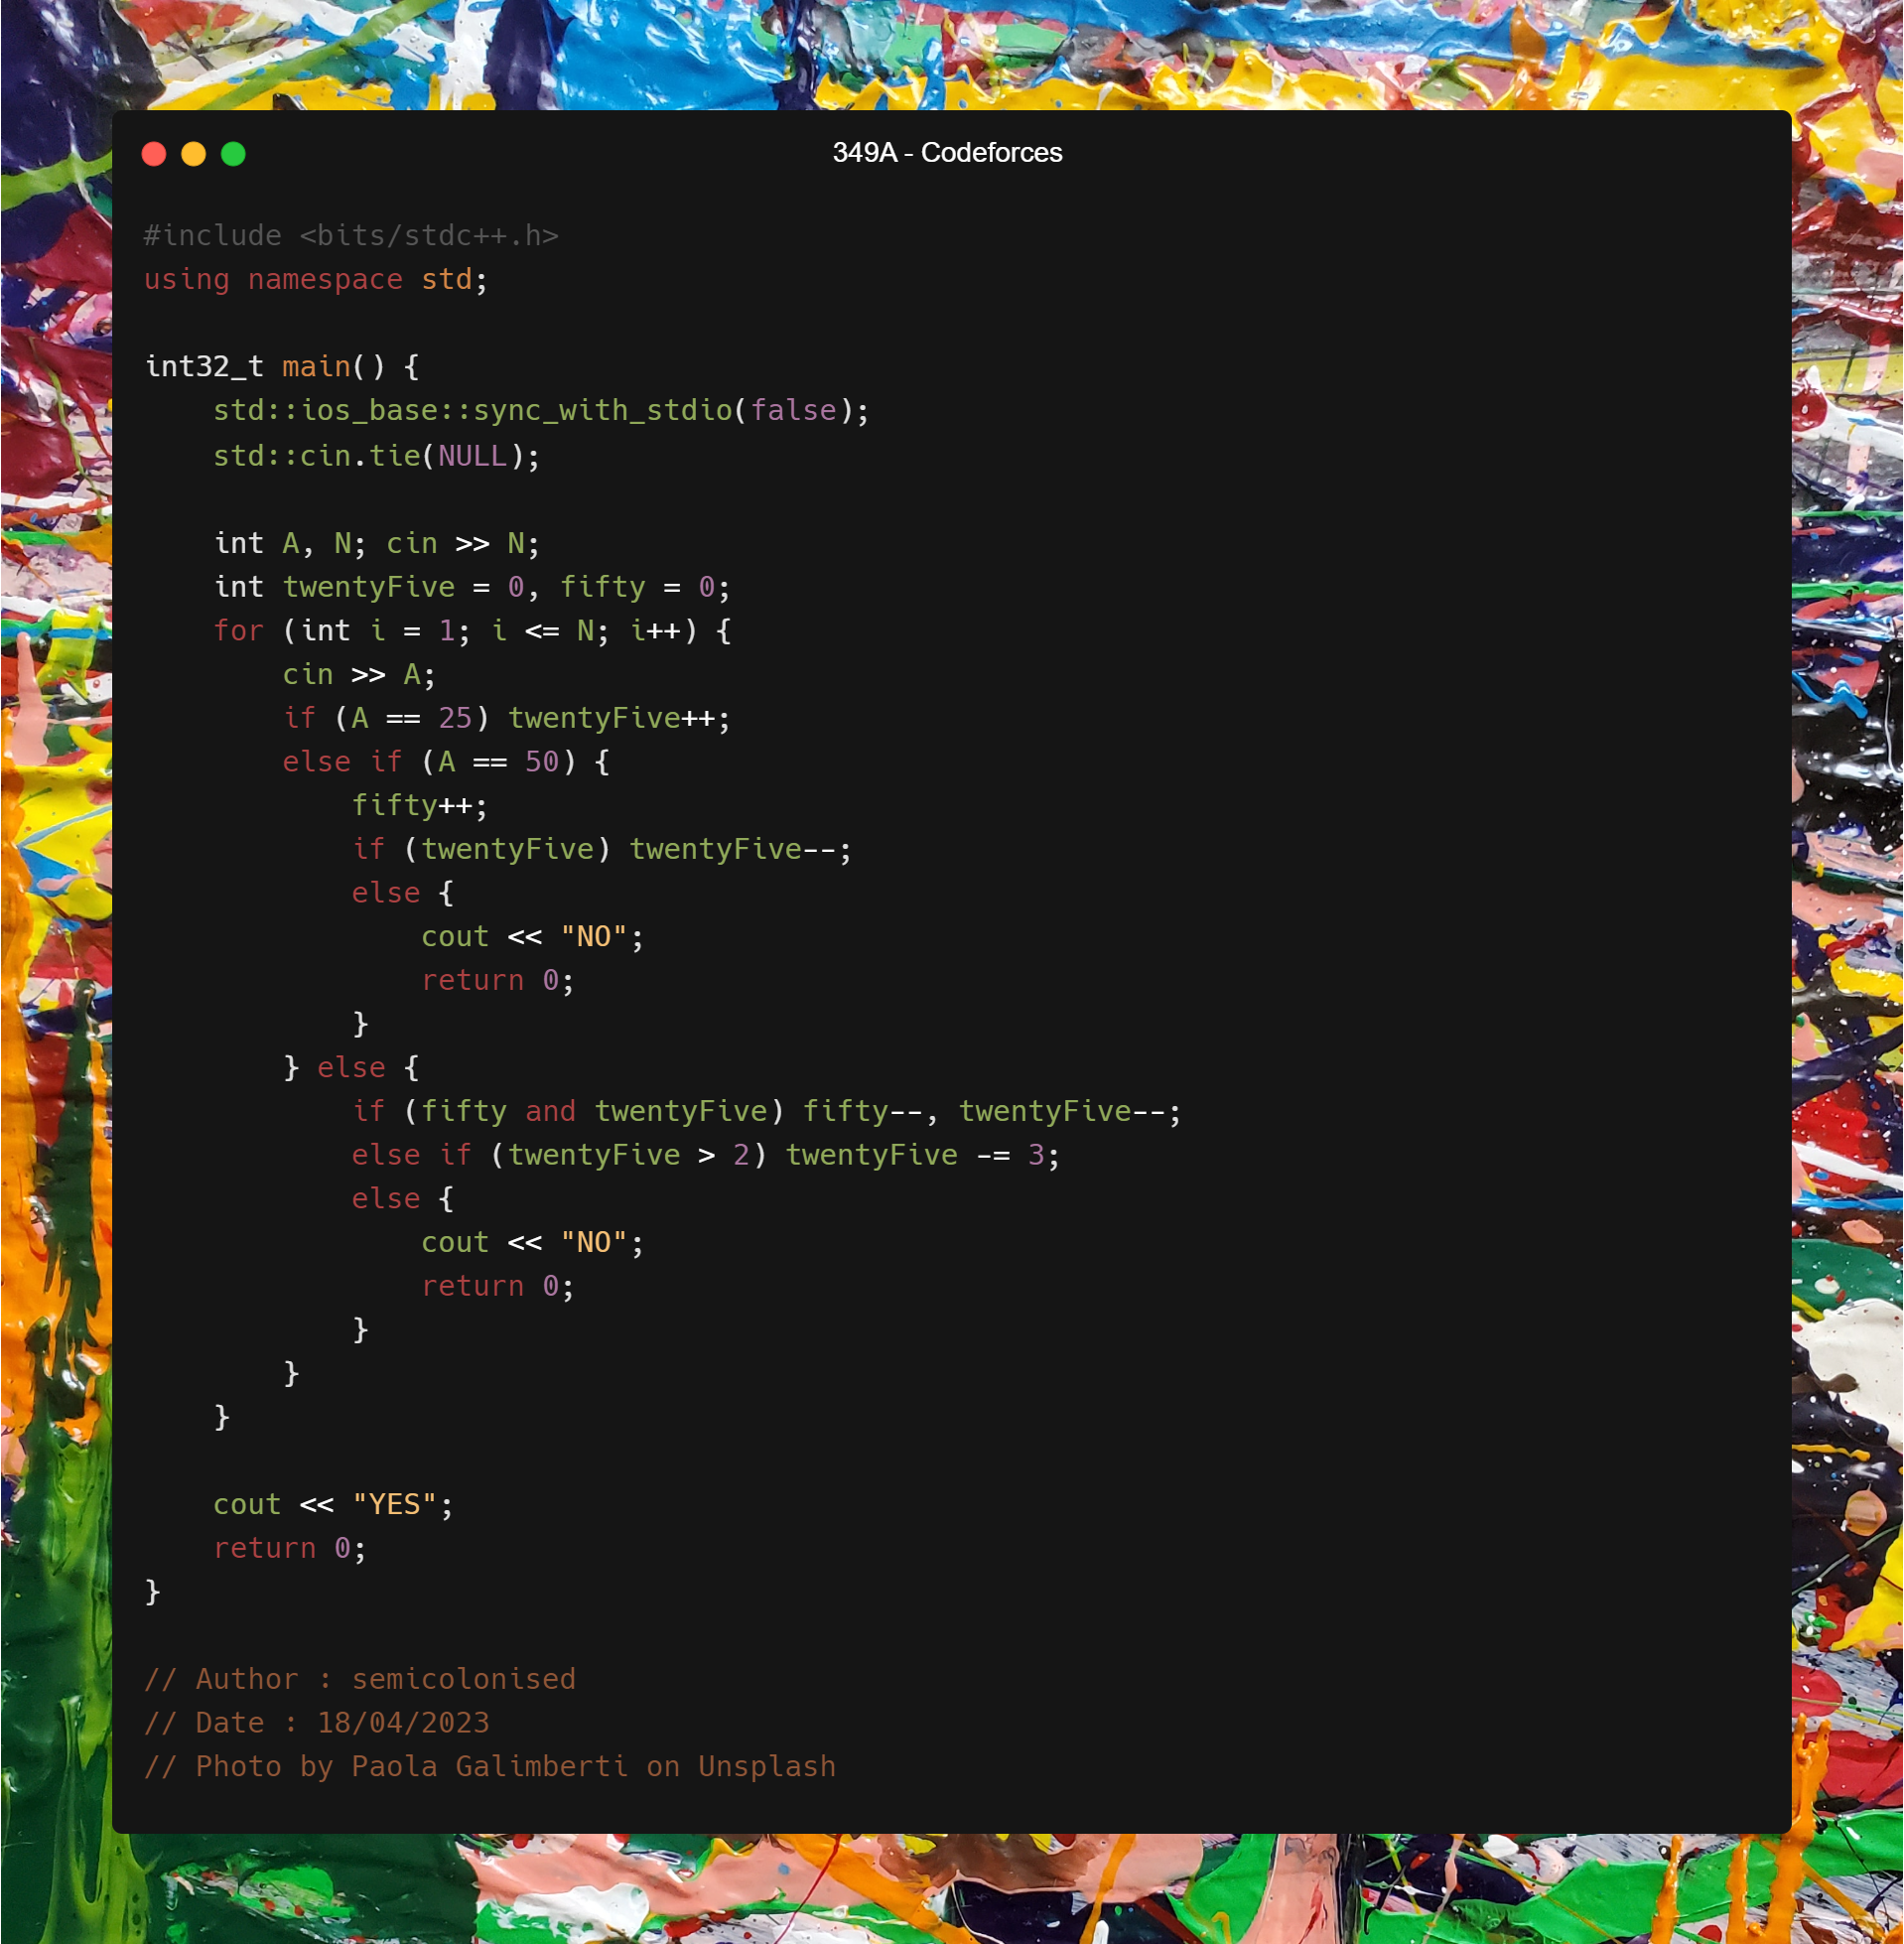 349A - Codeforces
#include <bits/stdc++.h>
using namespace std;

int32_t main() {
    std::ios_base::sync_with_stdio(false);
    std::cin.tie(NULL);

    int A, N; cin >> N;
    int twentyFive = 0, fifty = 0;
    for (int i = 1; i <= N; i++) {
        cin >> A;
        if (A == 25) twentyFive++;
        else if (A == 50) {
            fifty++;
            if (twentyFive) twentyFive--;
            else {
                cout << "NO";
                return 0;
            }
        } else {
            if (fifty and twentyFive) fifty--, twentyFive--;
            else if (twentyFive > 2) twentyFive -= 3;
            else {
                cout << "NO";
                return 0;
            }
        }
    }

    cout << "YES";
    return 0;
}

// Author : semicolonised
// Date : 18/04/2023
// Photo by Paola Galimberti on Unsplash